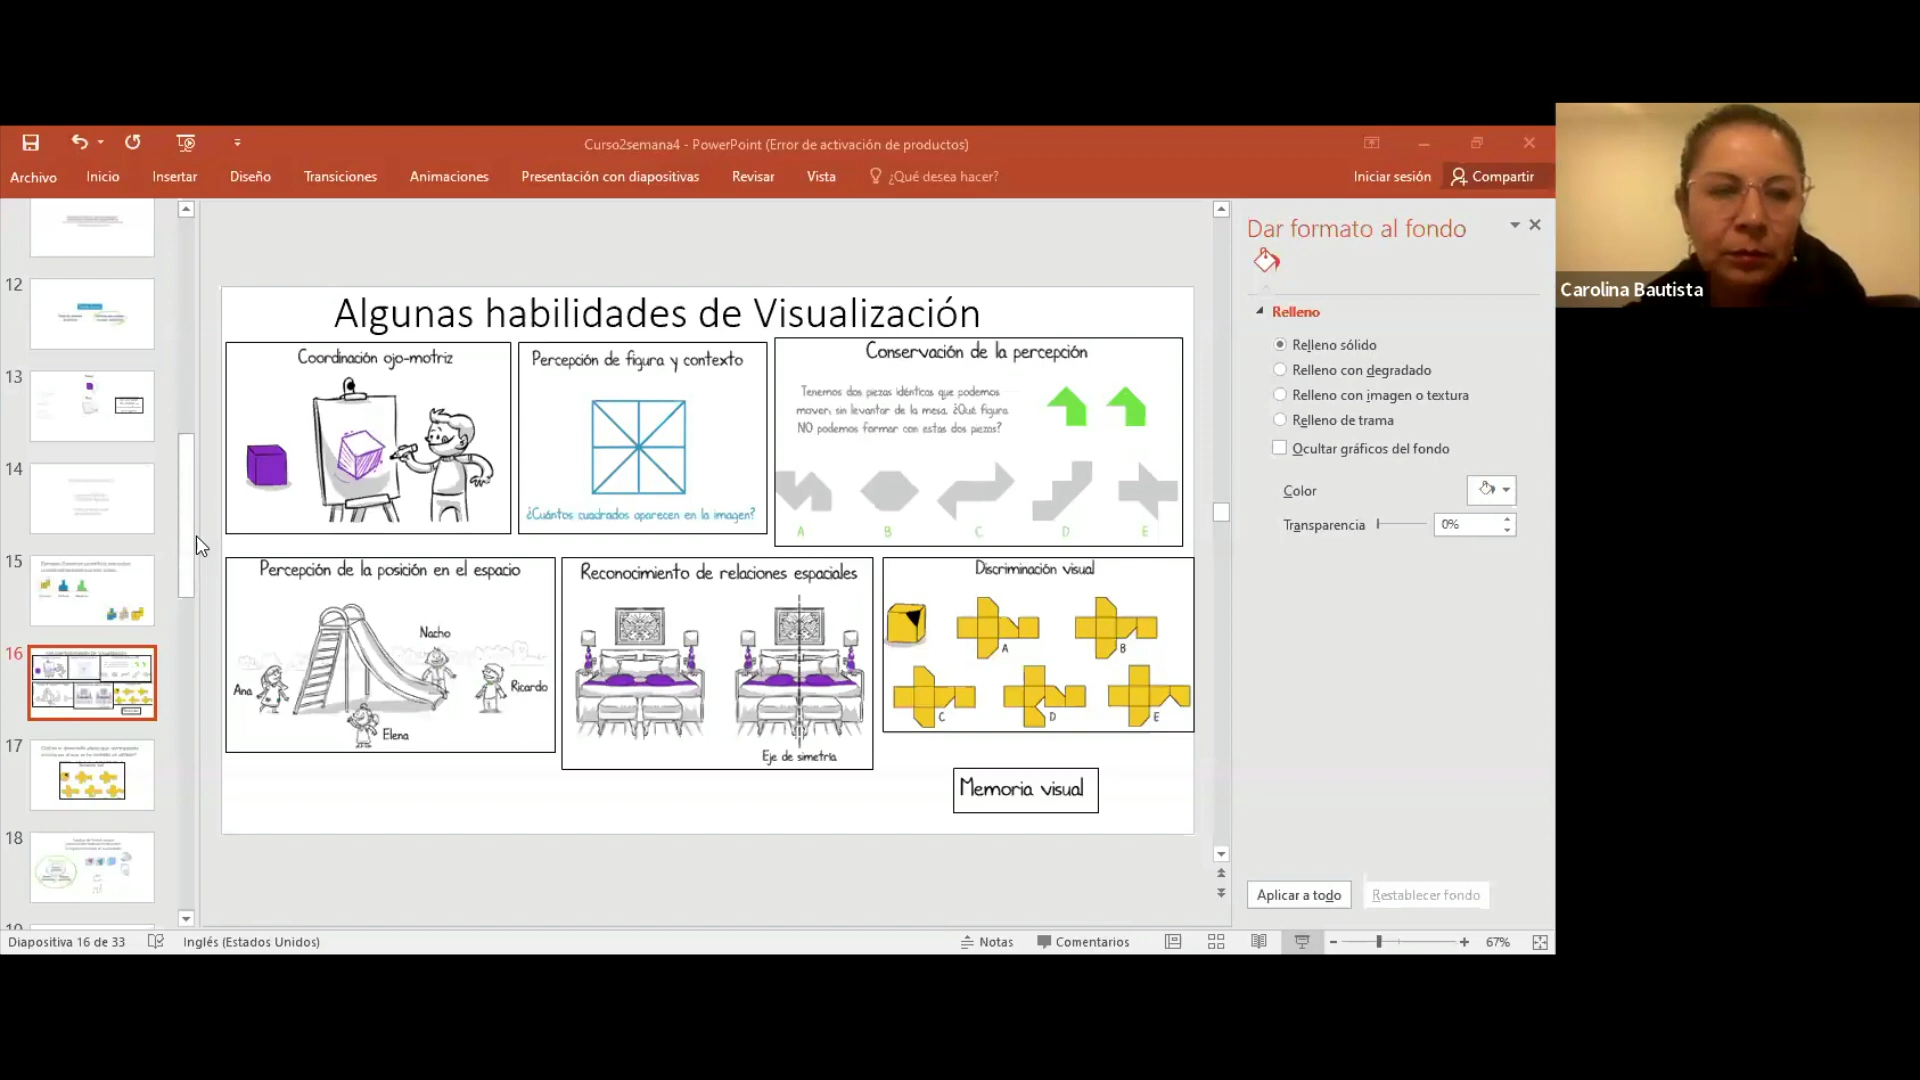 Curso2semana4 - PowerPoint (Error de activación de productos)
Archivo
Inicio
Insertar
Diseño
Transiciones
Animaciones
Presentación con diapositivas
Revisar
Vista
¿Qué desea hacer?
Iniciar sesión
Compartir
12
13
14
15
16
17
18
Algunas habilidades de Visualización
Coordinación ojo-motriz
Percepción de figura y contexto
¿Cuántos cuadrados aparecen en la imagen?
Conservación de la percepción
Tenemos dos piezas idénticas que podemos
mover, sin levantar de la mesa. ¿Qué figura
NO podemos formar con estas dos piezas?
A B C D E
Percepción de la posición en el espacio
Nacho
Ana
Ricardo
Elena
Reconocimiento de relaciones espaciales
Eje de simetría
Discriminación visual
A B
C D E
Memoria visual
Dar formato al fondo
Relleno
Relleno sólido
Relleno con degradado
Relleno con imagen o textura
Relleno de trama
Ocultar gráficos del fondo
Color
Transparencia 0%
Aplicar a todo
Restablecer fondo
Diapositiva 16 de 33
Inglés (Estados Unidos)
Notas
Comentarios
67%
Carolina Bautista